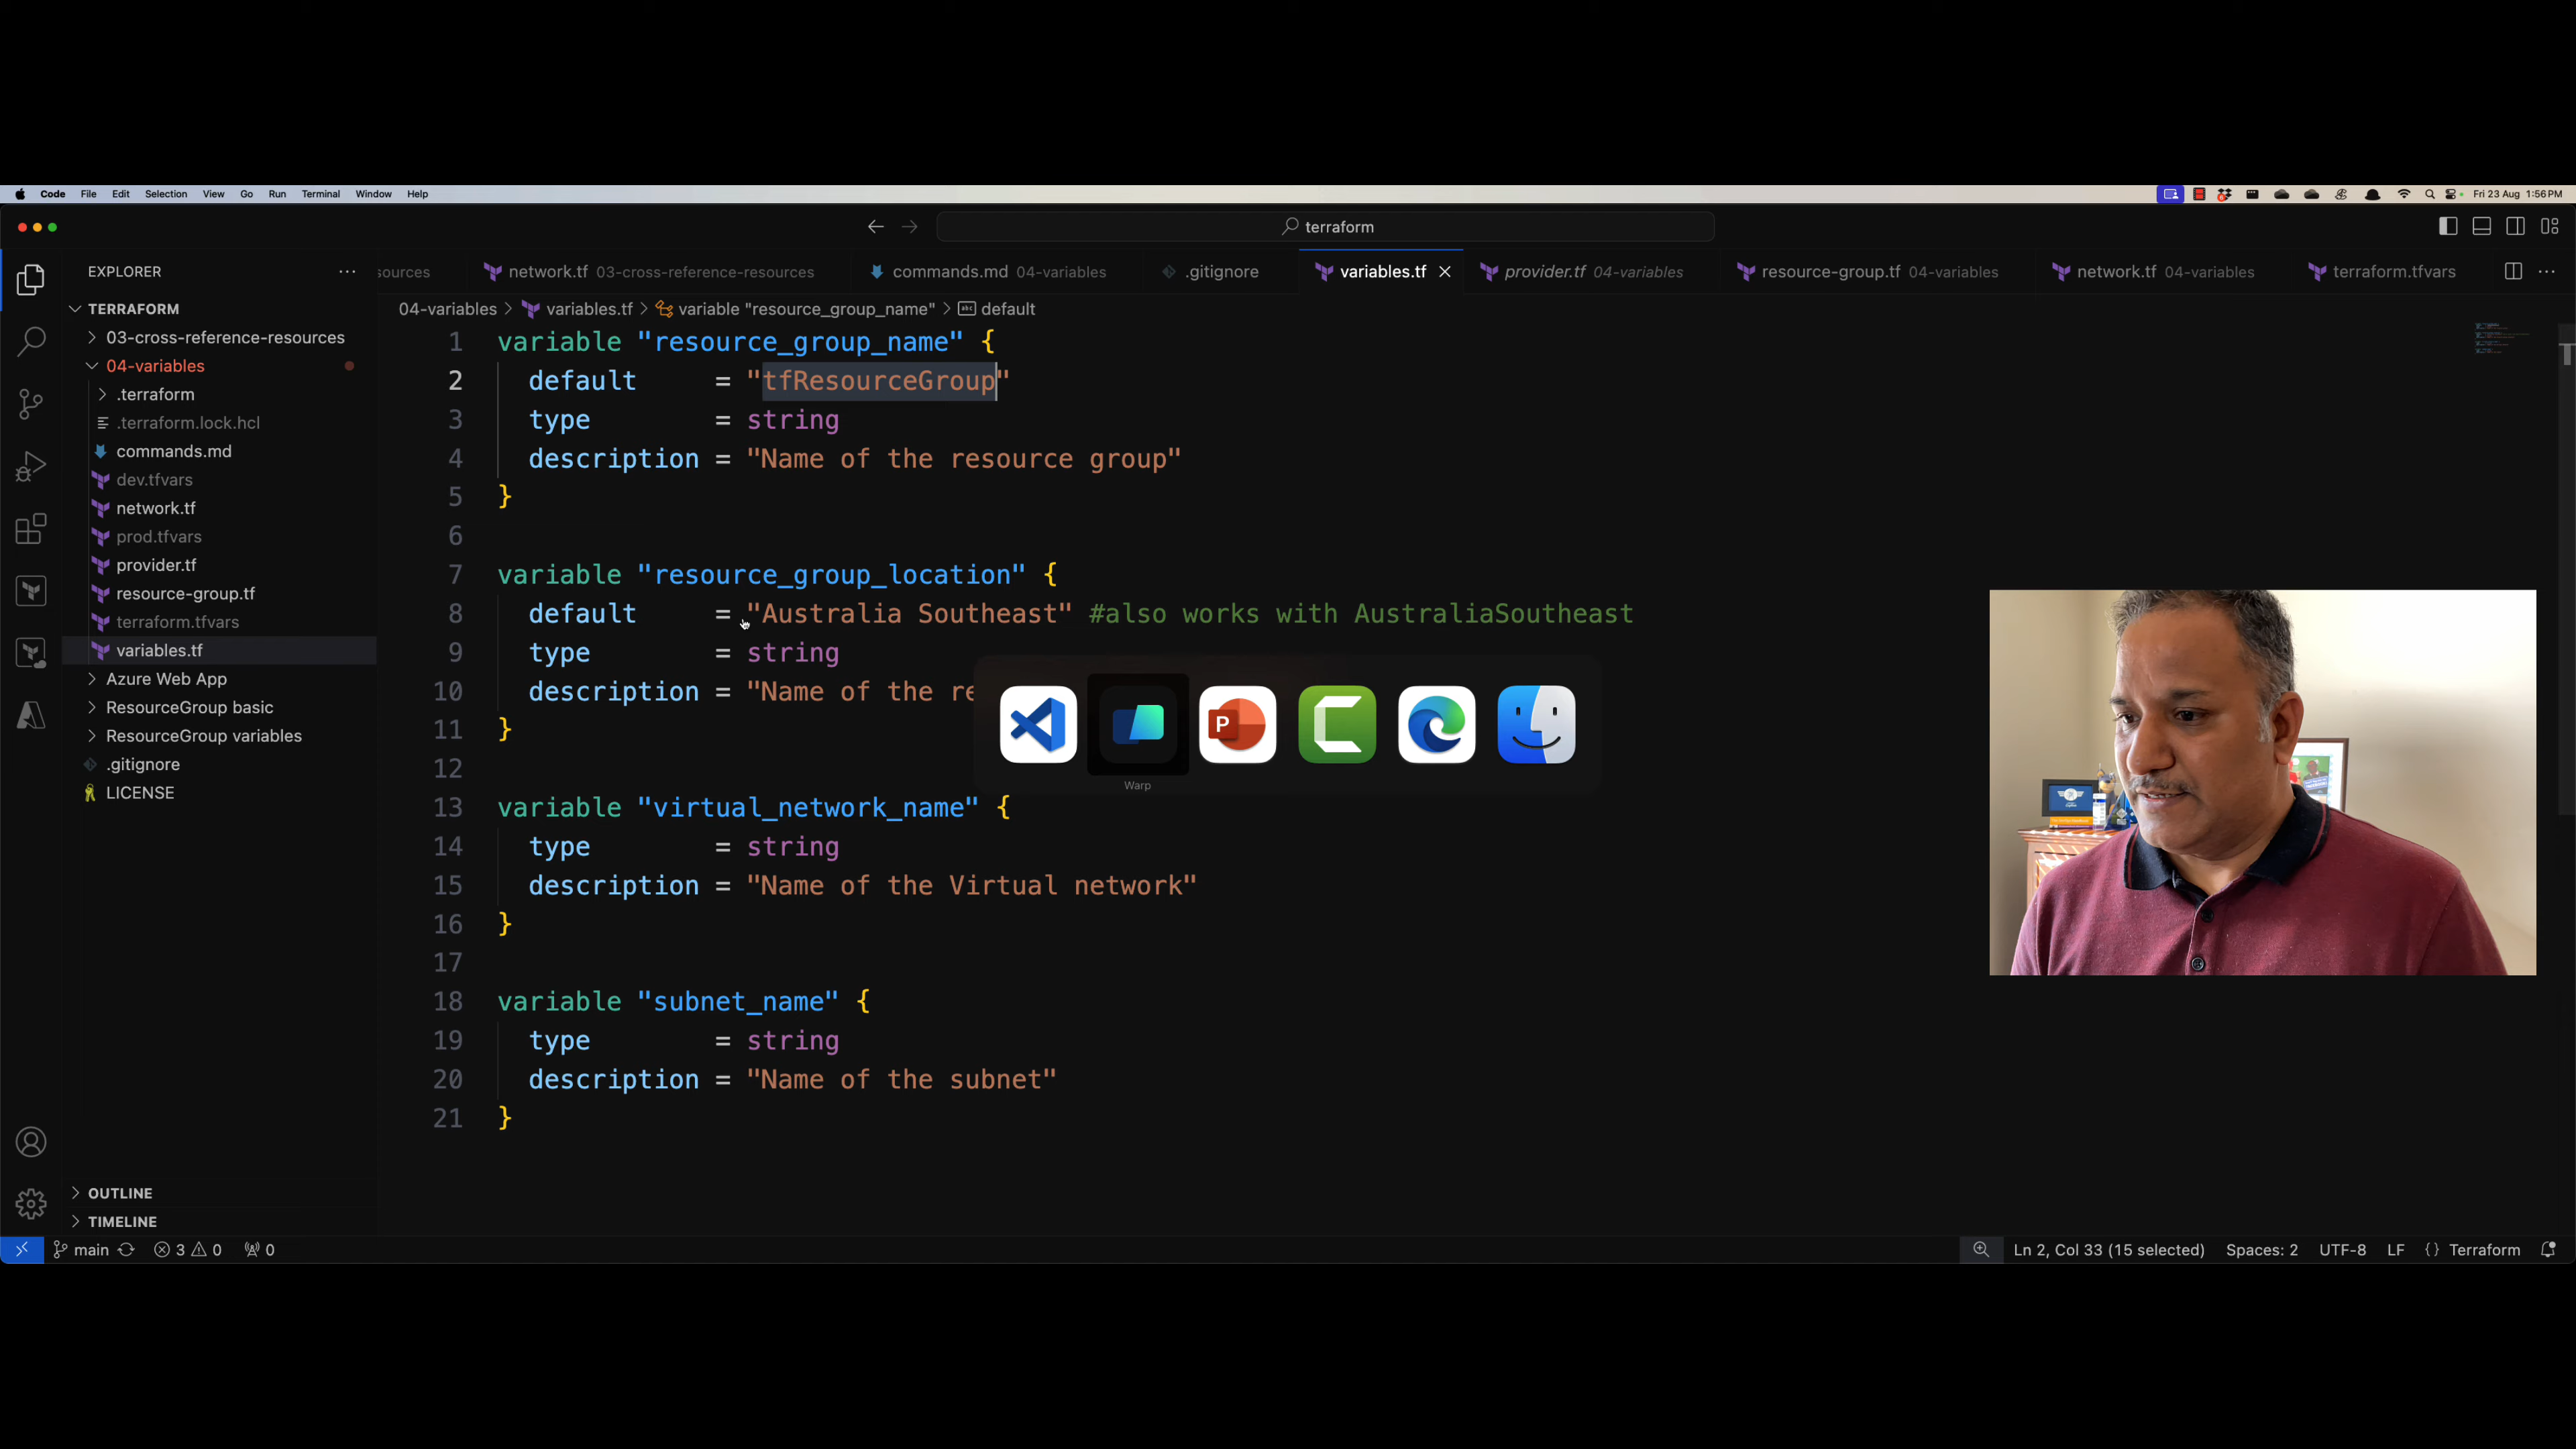 Code File Edit Selection View Go Run Terminal Window Help
Fri 23 Aug 1:56 PM
terraform
EXPLORER
TERRAFORM
03-cross-reference-resources
04-variables
.terraform
.terraform.lock.hcl
commands.md
dev.tfvars
network.tf
prod.tfvars
provider.tf
resource-group.tf
terraform.tfvars
variables.tf
Azure Web App
ResourceGroup basic
ResourceGroup variables
.gitignore
LICENSE
OUTLINE
TIMELINE
sources network.tf 03-cross-reference-resources commands.md 04-variables .gitignore variables.tf provider.tf 04-variables resource-group.tf 04-variables network.tf 04-variables terraform.tfvars
04-variables > variables.tf > variable "resource_group_name" > abc default
1 variable "resource_group_name" {
2 default = "tfResourceGroup"
3 type = string
4 description = "Name of the resource group"
5 }
6
7 variable "resource_group_location" {
8 default = "Australia Southeast" #also works with AustraliaSoutheast
9 type = string
10 description = "Name of the re
11 }
12
13 variable "virtual_network_name" {
14 type = string
15 description = "Name of the Virtual network"
16 }
17
18 variable "subnet_name" {
19 type = string
20 description = "Name of the subnet"
21 }
P
Warp
main 3 0 0
Ln 2, Col 33 (15 selected) Spaces: 2 UTF-8 LF {} Terraform